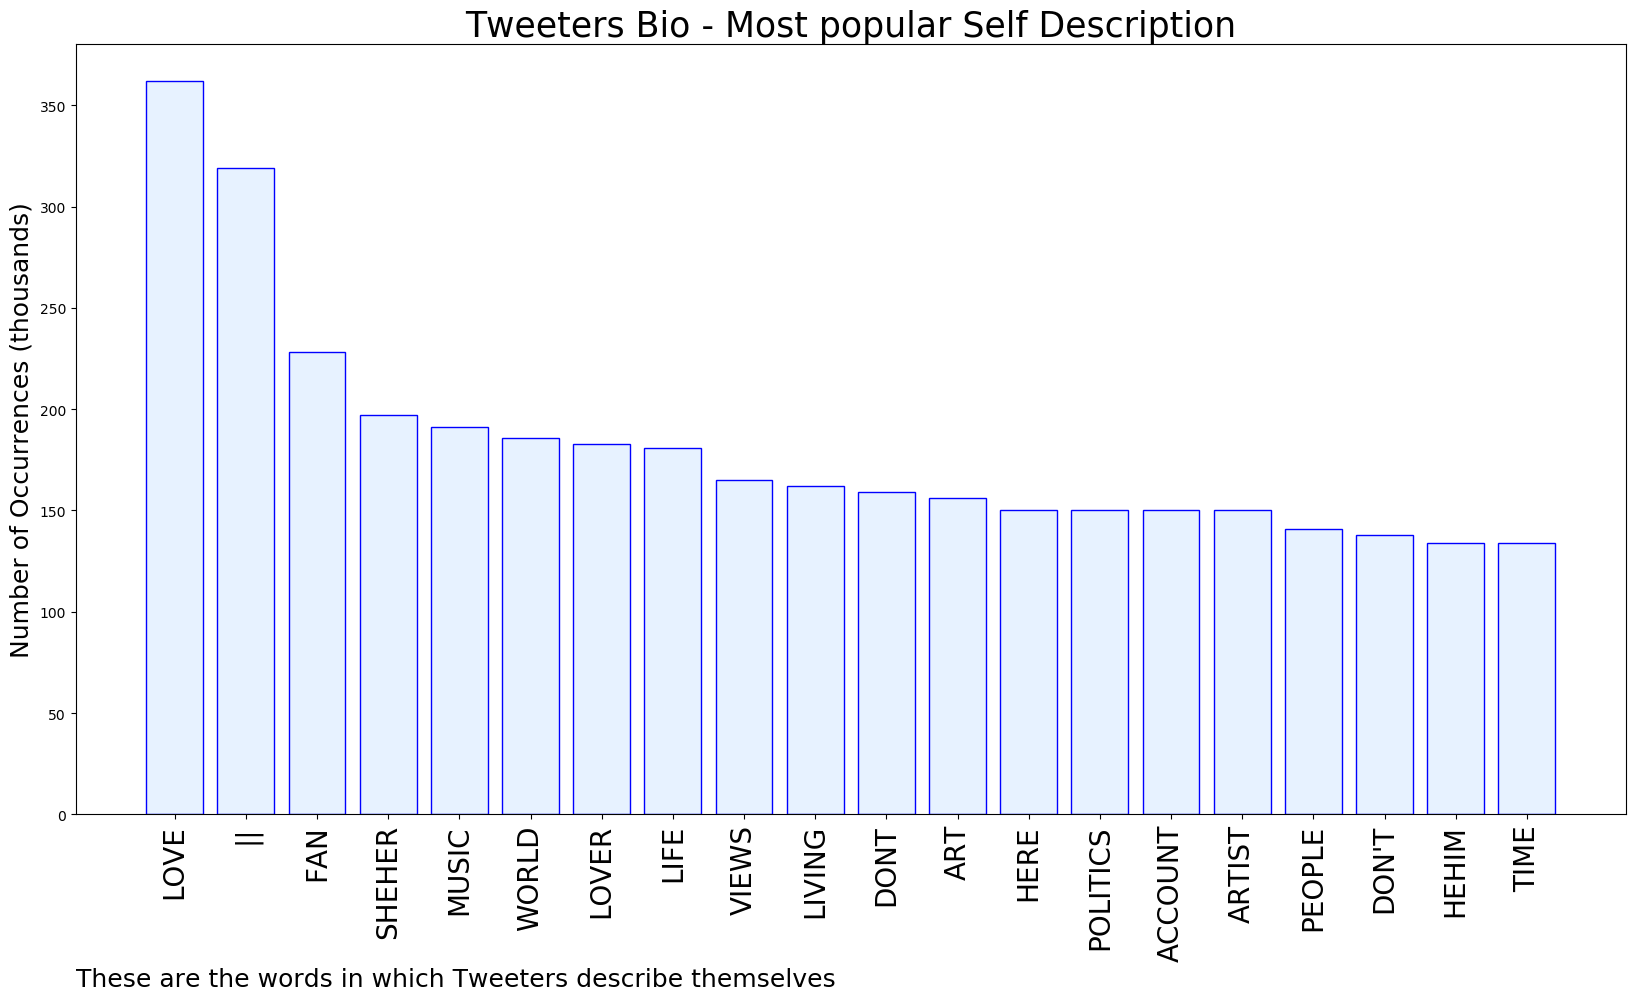 Tweeters Bio - Most popular Self Description
Number of Occurrences (thousands)
350
300
250
200
150
100
50
0
LOVE
||
FAN
SHEHER
MUSIC
WORLD
LOVER
LIFE
VIEWS
LIVING
DONT
ART
HERE
POLITICS
ACCOUNT
ARTIST
PEOPLE
DON'T
HEHIM
TIME
These are the words in which Tweeters describe themselves